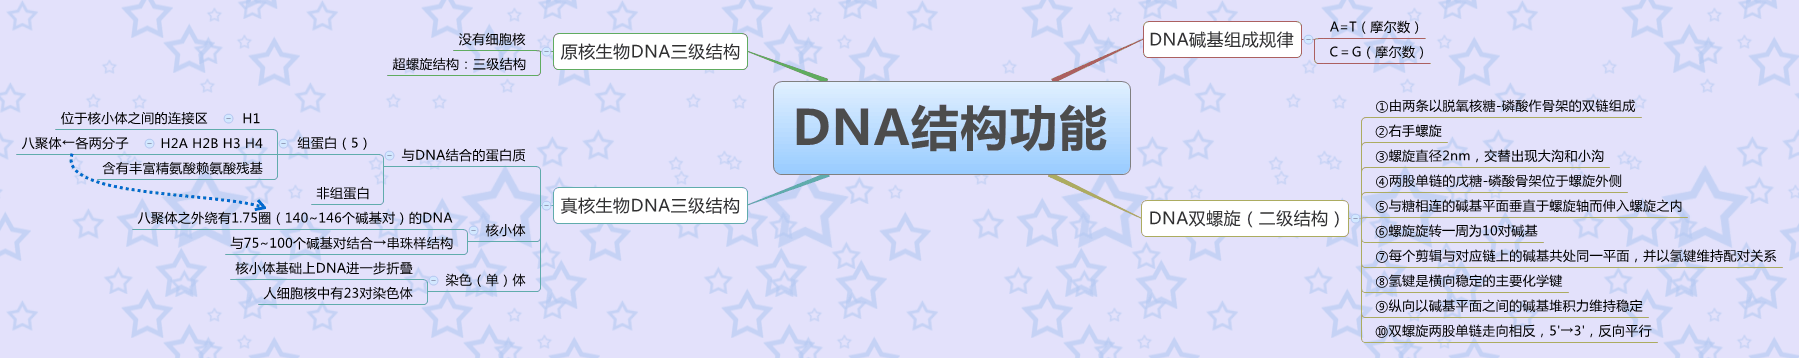 DNA结构功能
DNA碱基组成规律
A=T（摩尔数）
C＝G（摩尔数）
DNA双螺旋（二级结构）
①由两条以脱氧核糖-磷酸作骨架的双链组成
②右手螺旋
③螺旋直径2nm，交替出现大沟和小沟
④两股单链的戊糖-磷酸骨架位于螺旋外侧
⑤与糖相连的碱基平面垂直于螺旋轴而伸入螺旋之内
⑥螺旋旋转一周为10对碱基
⑦每个剪辑与对应链上的碱基共处同一平面，并以氢键维持配对关系
⑧氢键是横向稳定的主要化学键
⑨纵向以碱基平面之间的碱基堆积力维持稳定
⑩双螺旋两股单链走向相反，5'→3'，反向平行
原核生物DNA三级结构
没有细胞核
超螺旋结构：三级结构
真核生物DNA三级结构
与DNA结合的蛋白质
组蛋白（5）
H1
位于核小体之间的连接区
H2A H2B H3 H4
八聚体←各两分子
含有丰富精氨酸赖氨酸残基
非组蛋白
核小体
八聚体之外绕有1.75圈（140~146个碱基对）的DNA
与75~100个碱基对结合→串珠样结构
染色（单）体
核小体基础上DNA进一步折叠
人细胞核中有23对染色体